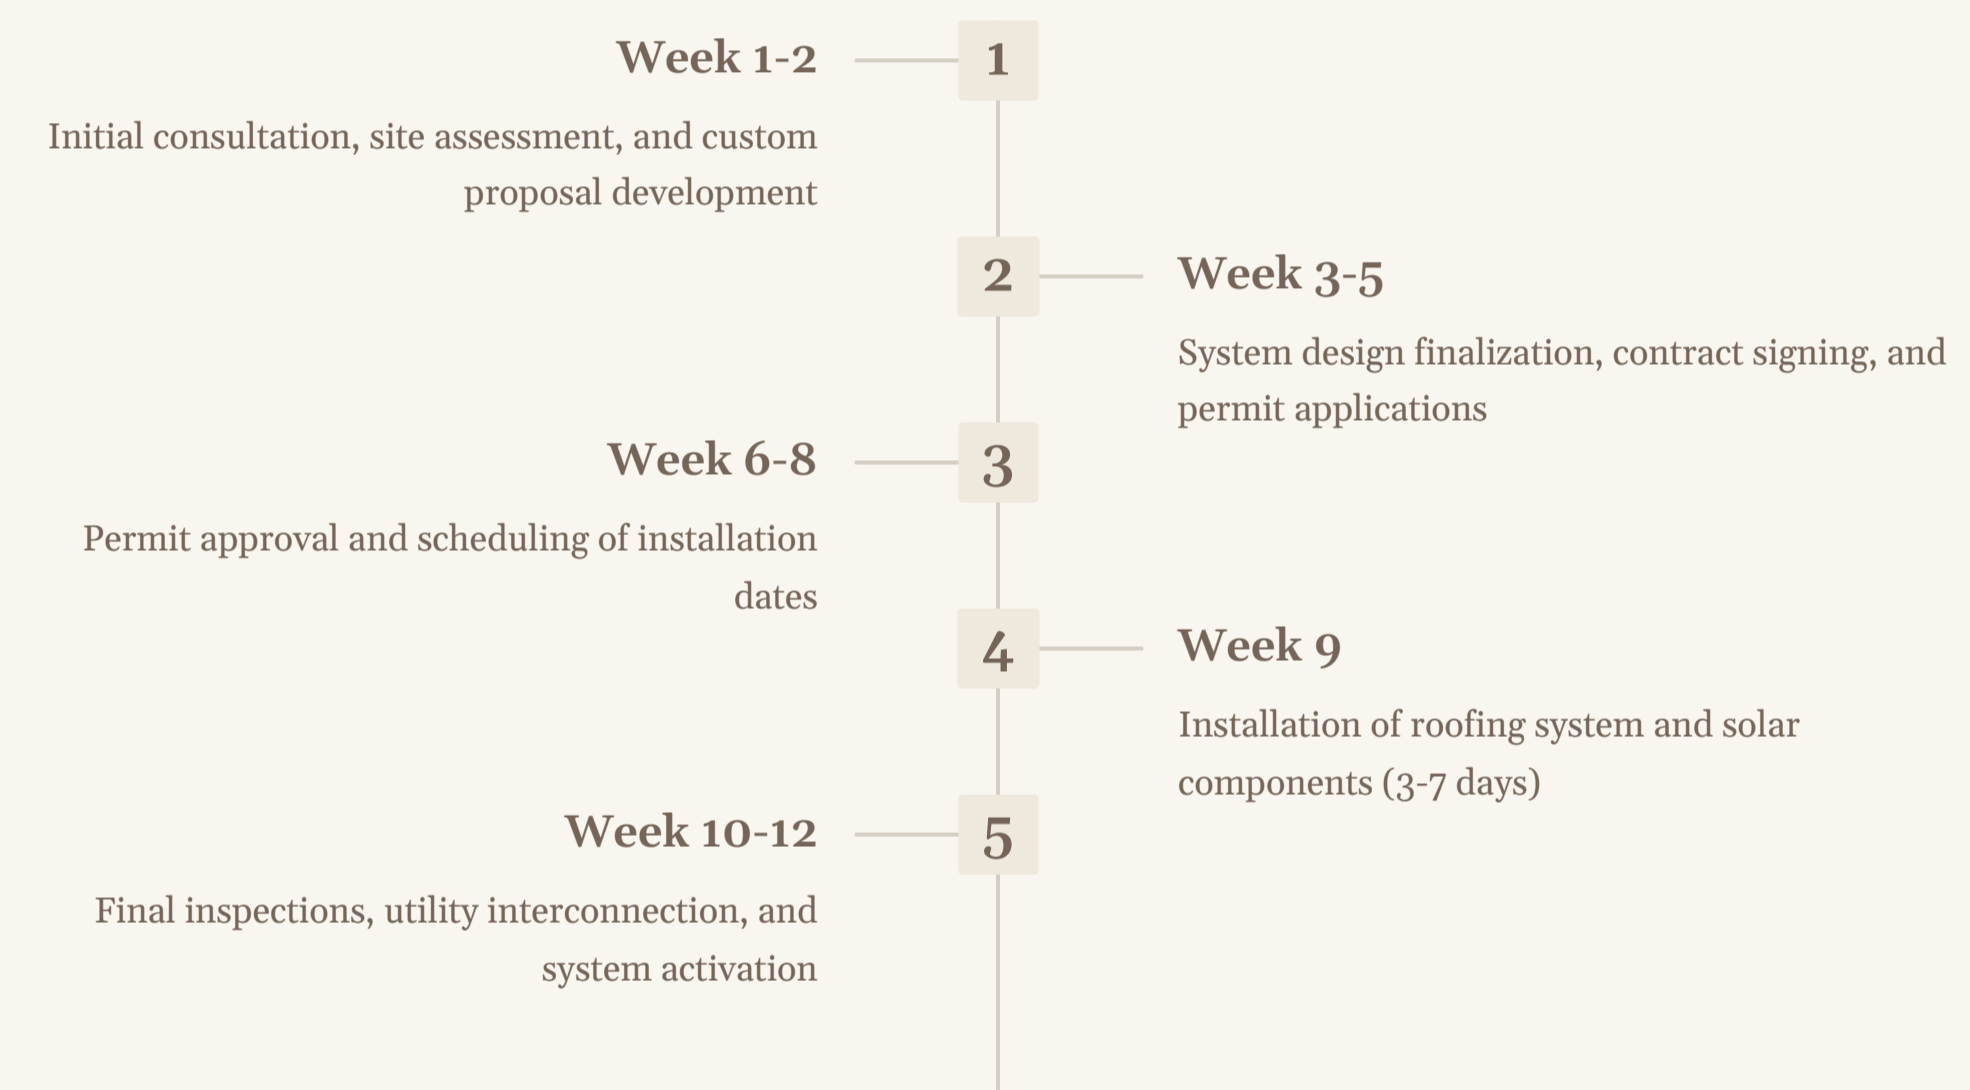 Week 1-2
1
Initial consultation, site assessment, and custom
proposal development
2
Week 3-5
System design finalization, contract signing, and
permit applications
Week 6-8
3
Permit approval and scheduling of installation
dates
4
Week 9
Installation of roofing system and solar
components (3-7 days)
Week 10-12
5
Final inspections, utility interconnection, and
system activation